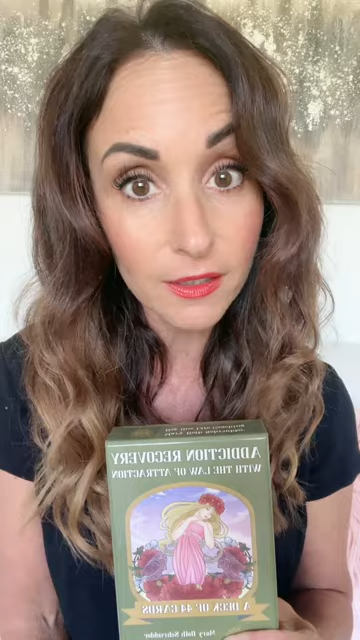 ADDICTION RECOVERY
WITH THE LAW OF ATTRACTION
A DECK OF 44 CARDS